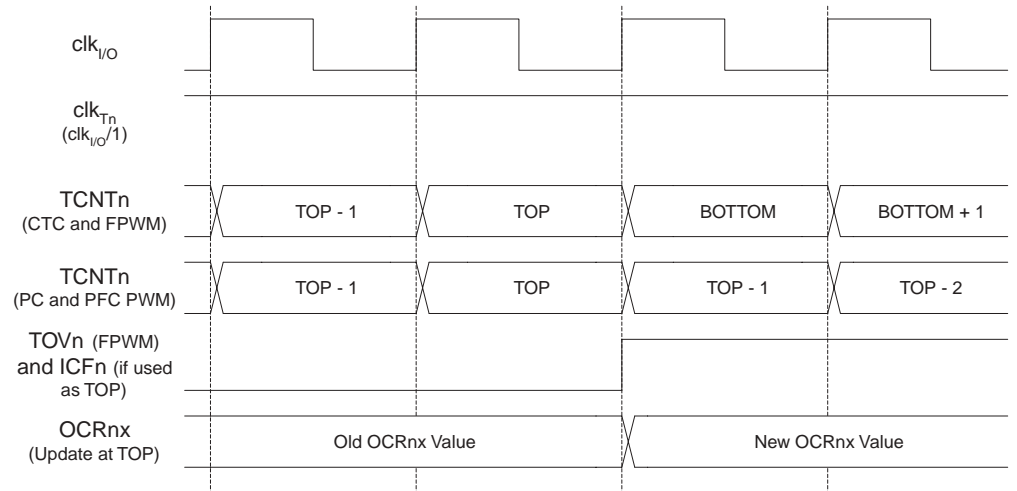 clkI/O
clkTn
(clkI/O/1)
TCNTn
(CTC and FPWM)
TOP - 1
TOP
BOTTOM
BOTTOM + 1
TCNTn
(PC and PFC PWM)
TOP - 1
TOP
TOP - 1
TOP - 2
TOVn (FPWM)
and ICFn (if used
as TOP)
OCRnx
(Update at TOP)
Old OCRnx Value
New OCRnx Value